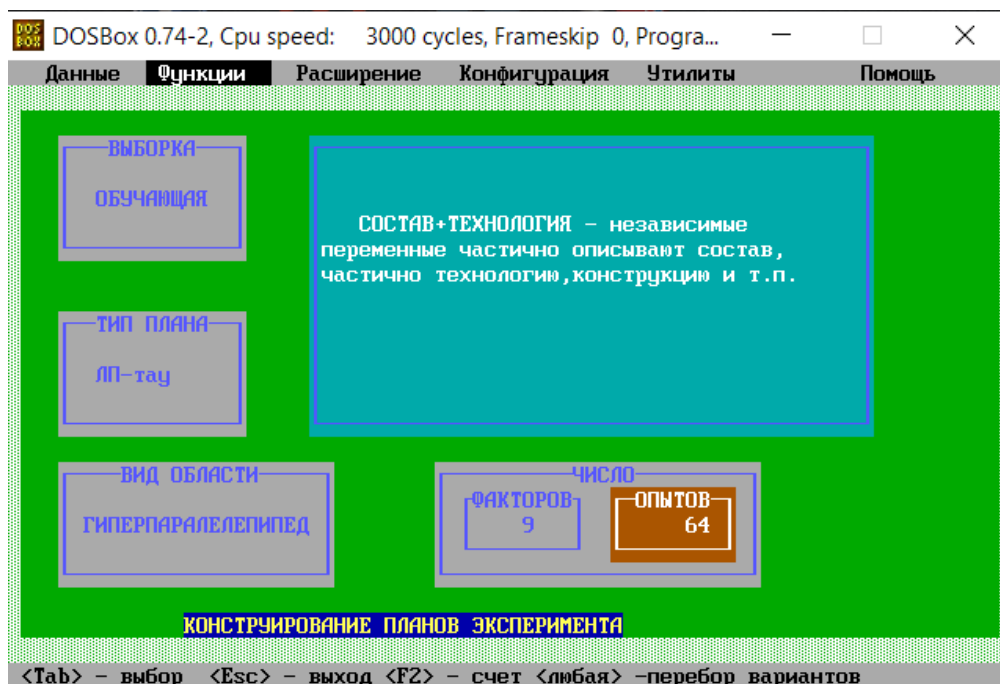 DOS BOX DOSBox 0.74-2, Cpu speed: 3000 cycles, Frameskip 0, Progra...
Данные Функции Расширение Конфигурация Утилиты Помощь
ВЫБОРКА
ОБУЧАЮЩАЯ
СОСТАВ+ТЕХНОЛОГИЯ - независимые
переменные частично описывают состав,
частично технологию,конструкцию и т.п.
ТИП ПЛАНА
ЛП-тау
ВИД ОБЛАСТИ
ГИПЕРПАРАЛЕЛЕПИПЕД
ЧИСЛО
ФАКТОРОВ
9
ОПЫТОВ
64
КОНСТРУИРОВАНИЕ ПЛАНОВ ЭКСПЕРИМЕНТА
<Tab> - выбор <Esc> - выход <F2> - счет <любая> -перебор вариантов